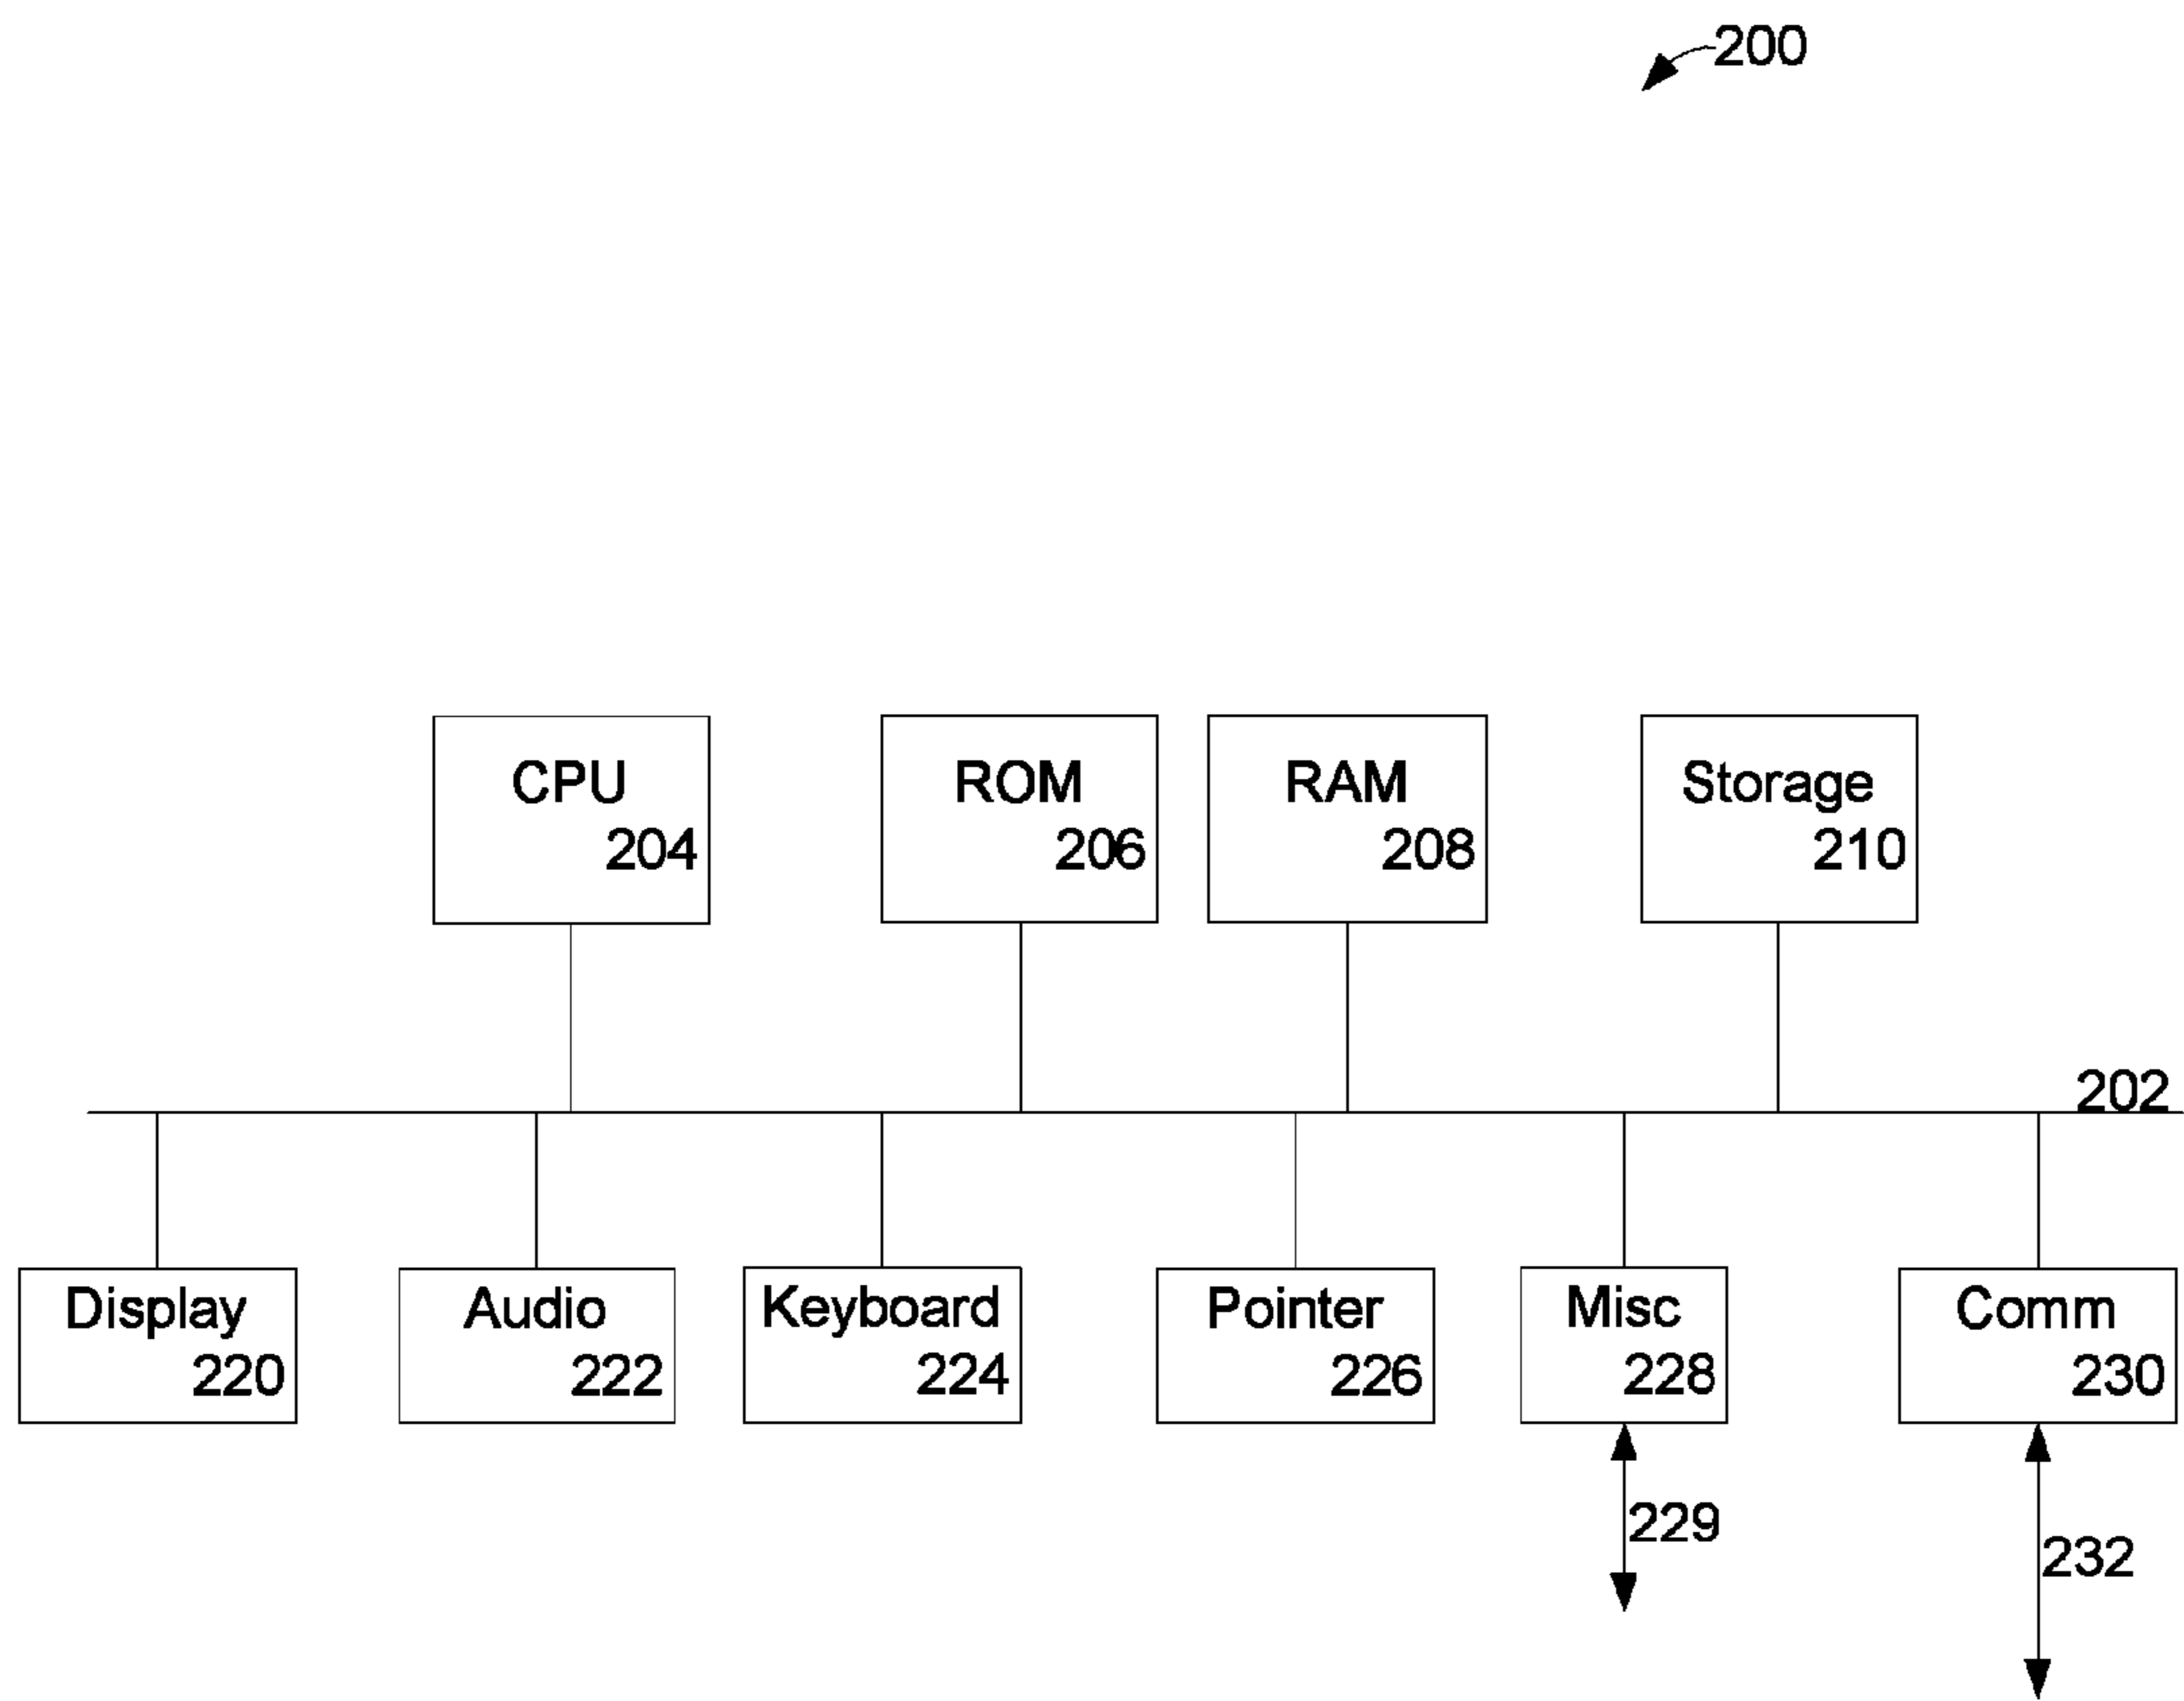 200
CPU
204
ROM
206
RAM
208
Storage
210
202
Display
220
Audio
222
Keyboard
224
Pointer
226
Misc
228
Comm
230
229
232